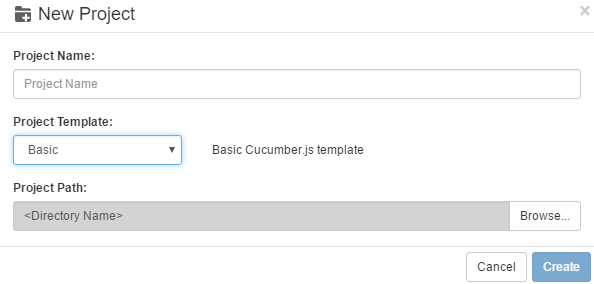 New Project
×
Project Name:
Project Name
Project Template:
Basic Basic Cucumber.js template
Project Path:
<Directory Name> Browse...
Cancel Create